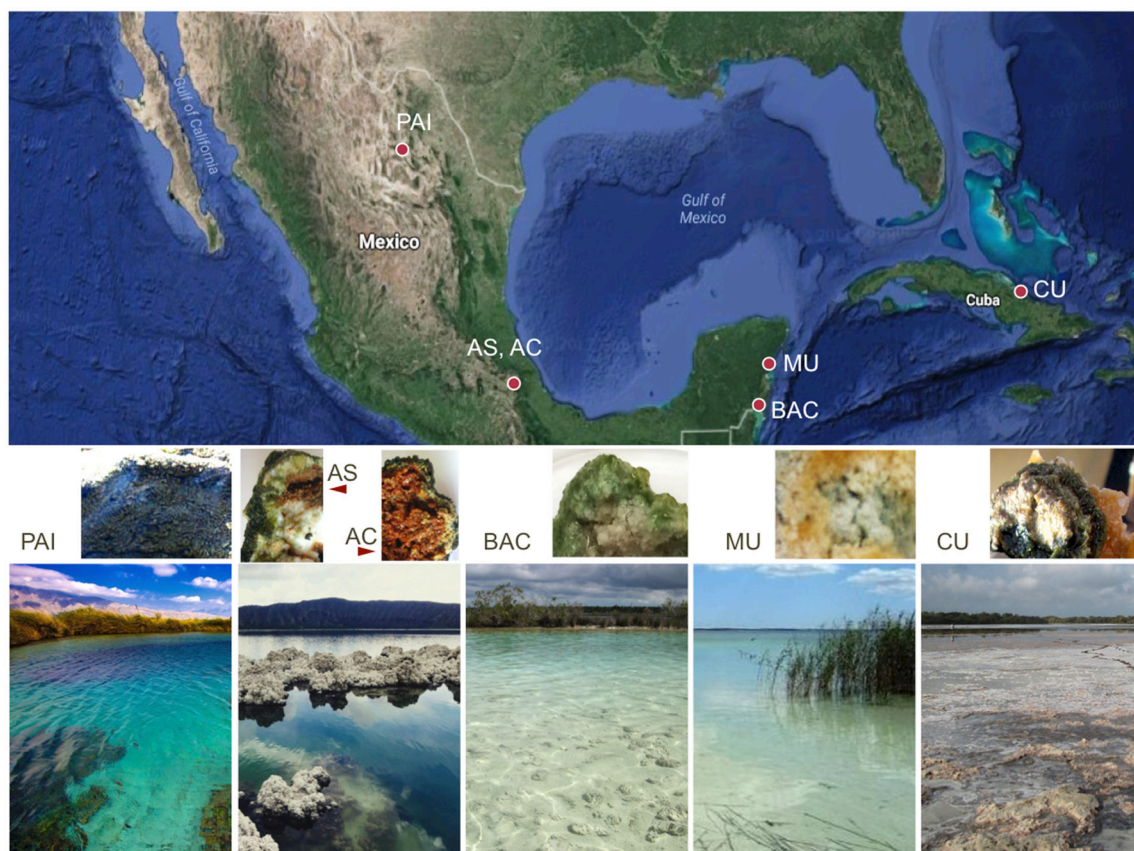 Gulf of California
PAI
Mexico
Gulf of
Mexico
AS, AC
Cuba
CU
MU
BAC
AS
AC
PAI
BAC
MU
CU